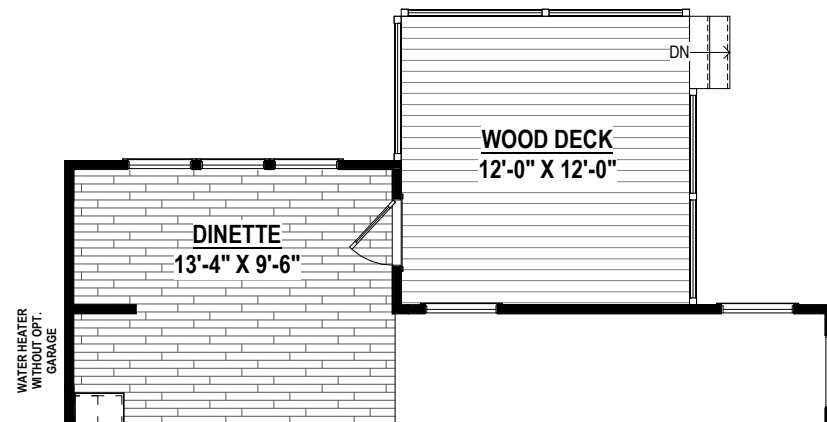 DN
WOOD DECK
12'-0" X 12'-0"
DINETTE
13'-4" X 9'-6"
WATER HEATER
WITHOUT OPT.
GARAGE